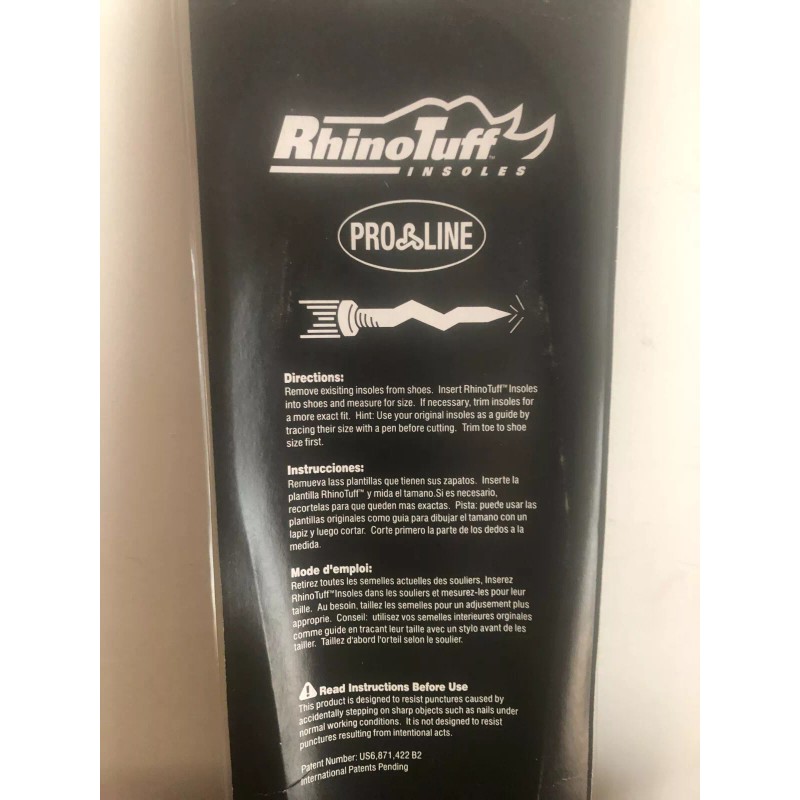 RhinoTuff™
INSOLES
PRO LINE
Directions:
Remove exisiting insoles from shoes. Insert RhinoTuff™ Insoles
into shoes and measure for size. If necessary, trim insoles for
a more exact fit. Hint: Use your original insoles as a guide by
tracing their size with a pen before cutting. Trim toe to shoe
size first.
Instrucciones:
Remueva lass plantillas que tienen sus zapatos. Inserte la
plantilla RhinoTuff™ y mida el tamano.Si es necesario,
recortelas para que queden mas exactas. Pista: puede usar las
plantillas originales como guia para dibujar el tamano con un
lapiz y luego cortar. Corte primero la parte de los dedos a la
medida.
Mode d'emploi:
Retirez toutes les semelles actuelles des souliers, Inserez
RhinoTuff™Insoles dans les souliers et mesurez-les pour leur
taille. Au besoin, taillez les semelles pour un adjusement plus
approprie. Conseil: utilisez vos semelles interieures orginales
comme guide en tracant leur taille avec un stylo avant de les
tailler. Taillez d'abord l'orteil selon le soulier.
Read Instructions Before Use
This product is designed to resist punctures caused by
accidentally stepping on sharp objects such as nails under
normal working conditions. It is not designed to resist
punctures resulting from intentional acts.
Patent Number: US6,871,422 B2
International Patents Pending